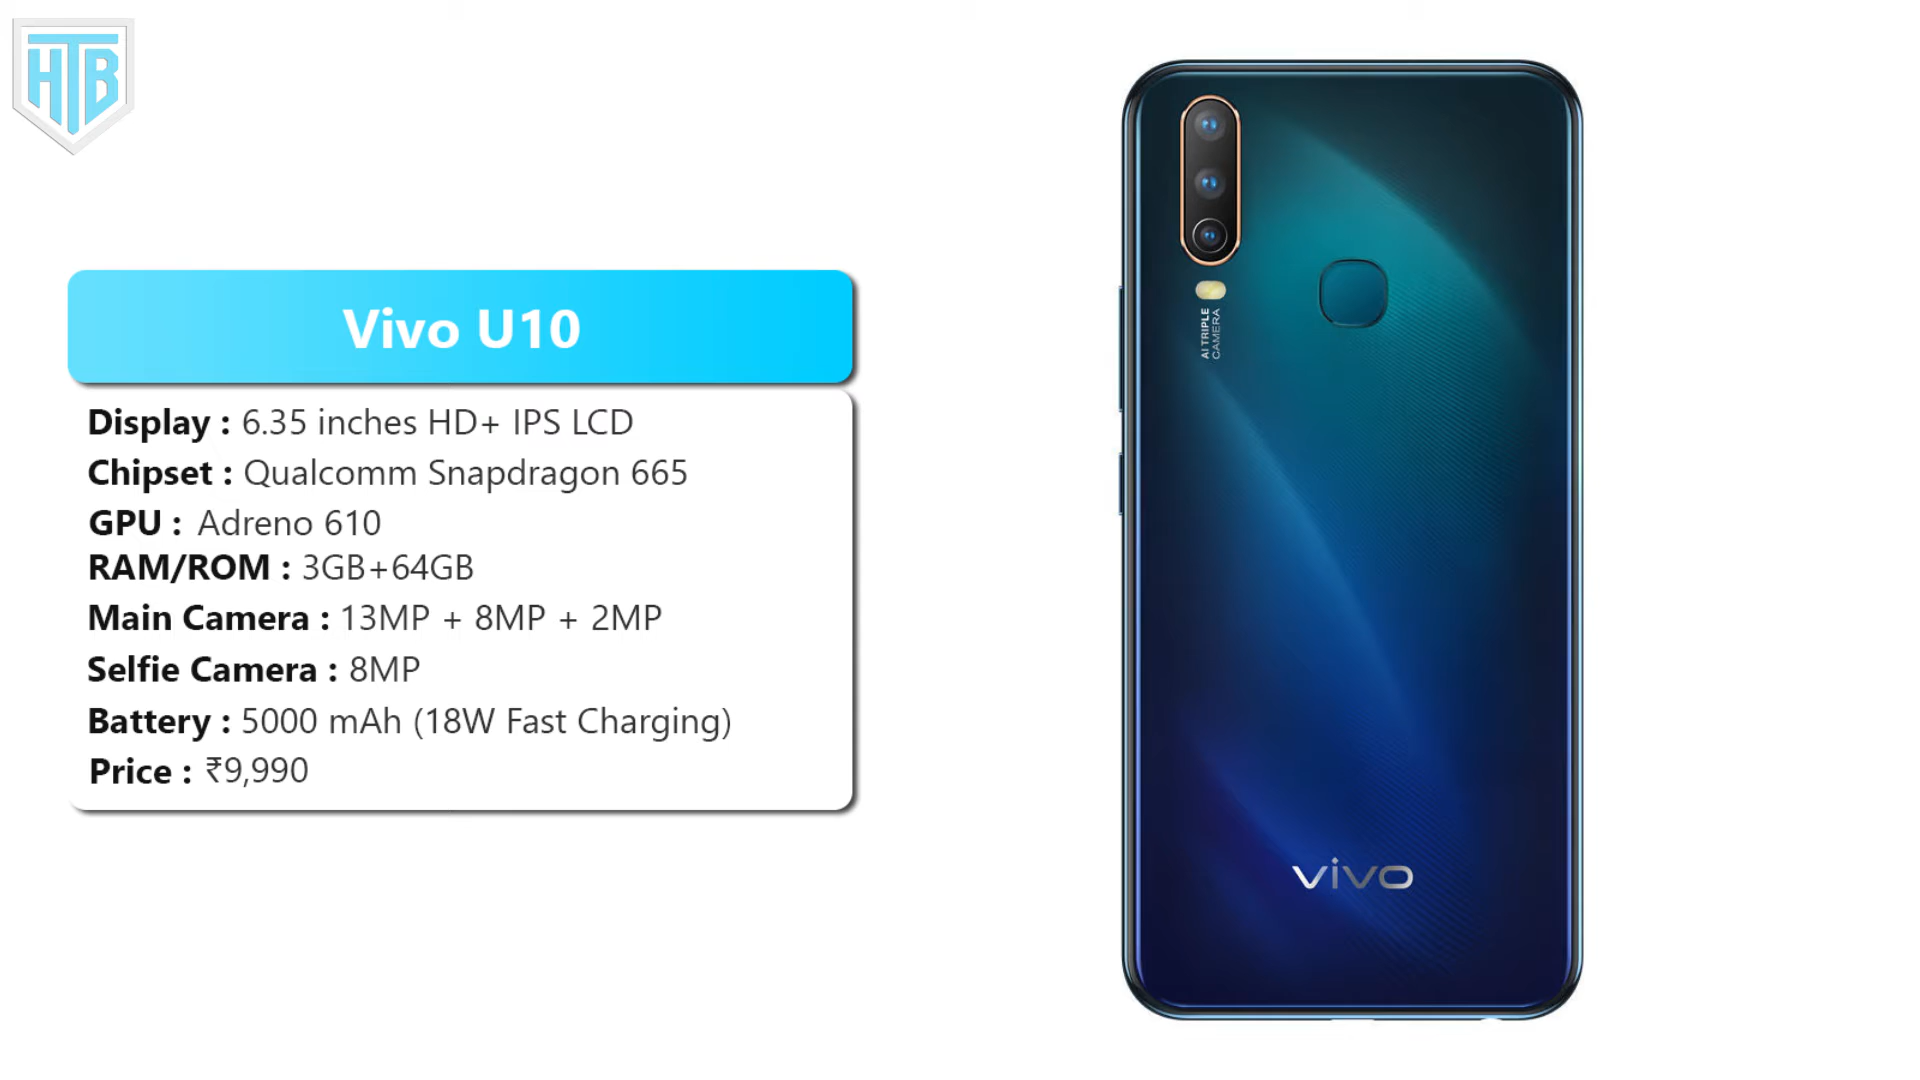 HTB
Vivo U10
Display : 6.35 inches HD+ IPS LCD
Chipset : Qualcomm Snapdragon 665
GPU : Adreno 610
RAM/ROM : 3GB+64GB
Main Camera : 13MP + 8MP + 2MP
Selfie Camera : 8MP
Battery : 5000 mAh (18W Fast Charging)
Price : ₹9,990
AI TRIPLE
CAMERA
vivo